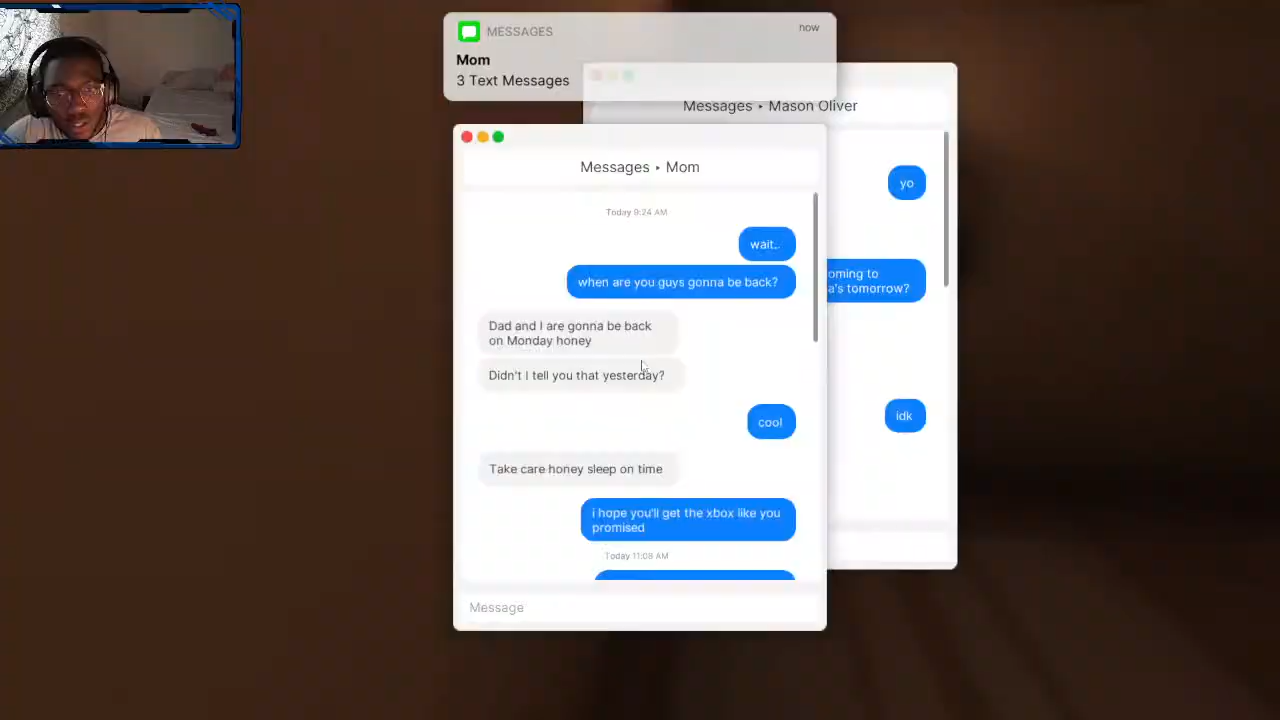 MESSAGES
now
Mom
3 Text Messages
Messages ‣ Mason Oliver
yo
oming to
a's tomorrow?
idk
Messages ‣ Mom
Today 9:24 AM
wait..
when are you guys gonna be back?
Dad and I are gonna be back
on Monday honey
Didn't I tell you that yesterday?
cool
Take care honey sleep on time
i hope you'll get the xbox like you
promised
Today 11:08 AM
Message